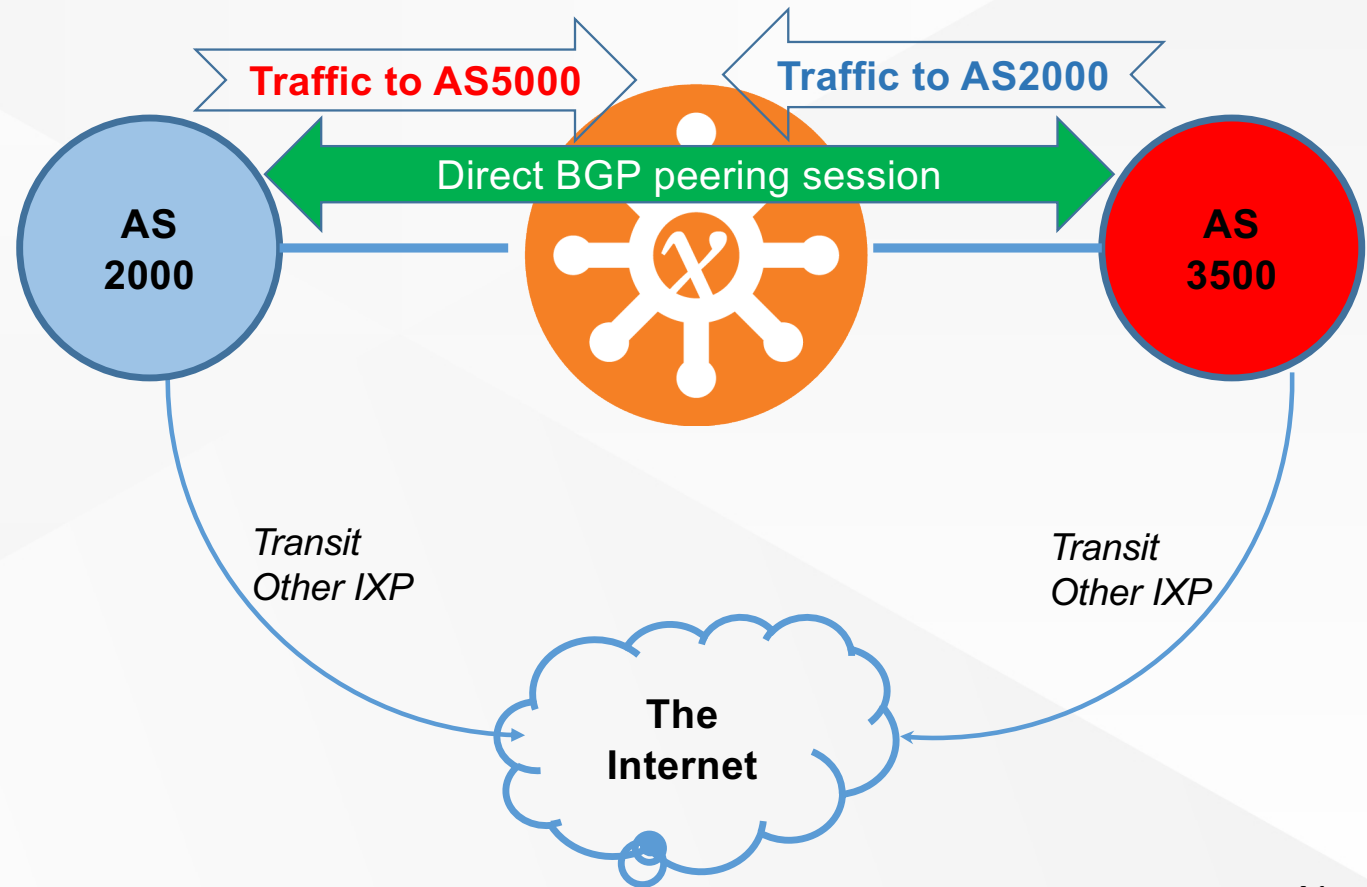 Traffic to AS5000
Traffic to AS2000
Direct BGP peering session
AS
2000
AS
3500
Transit
Other IXP
Transit
Other IXP
The
Internet